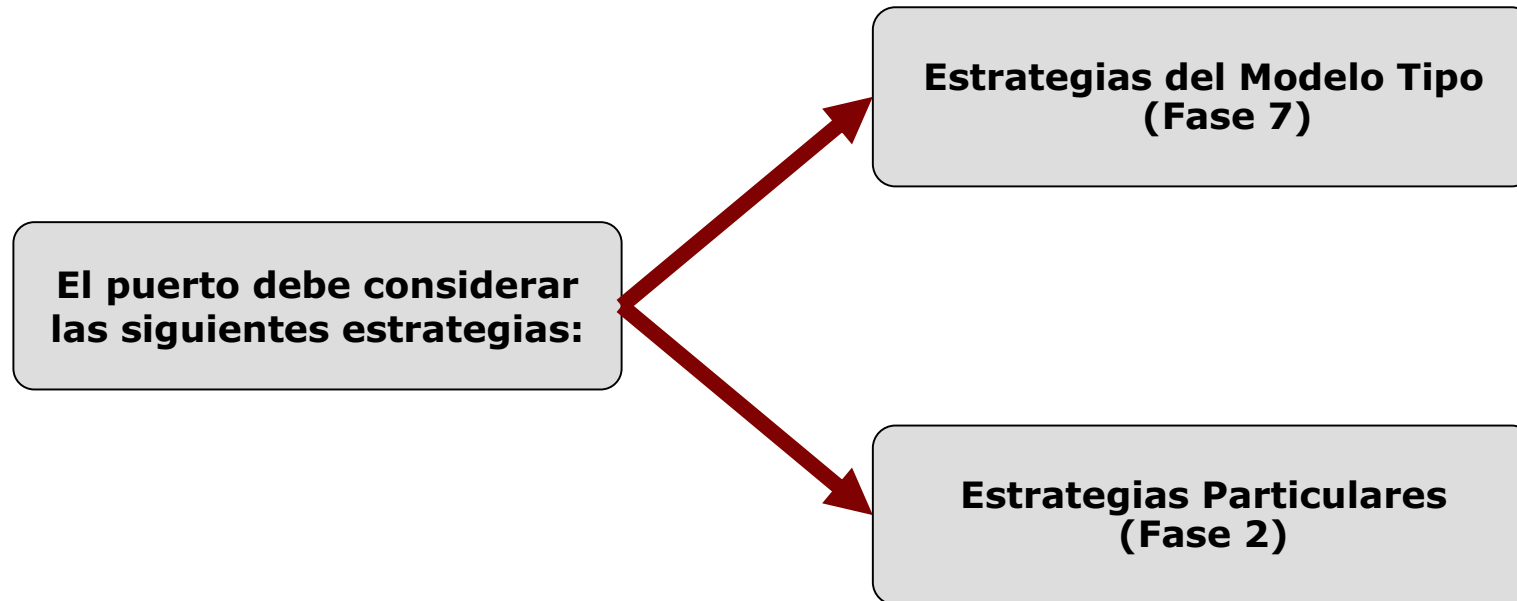 Estrategias del Modelo Tipo
(Fase 7)
El puerto debe considerar
las siguientes estrategias:
Estrategias Particulares
(Fase 2)